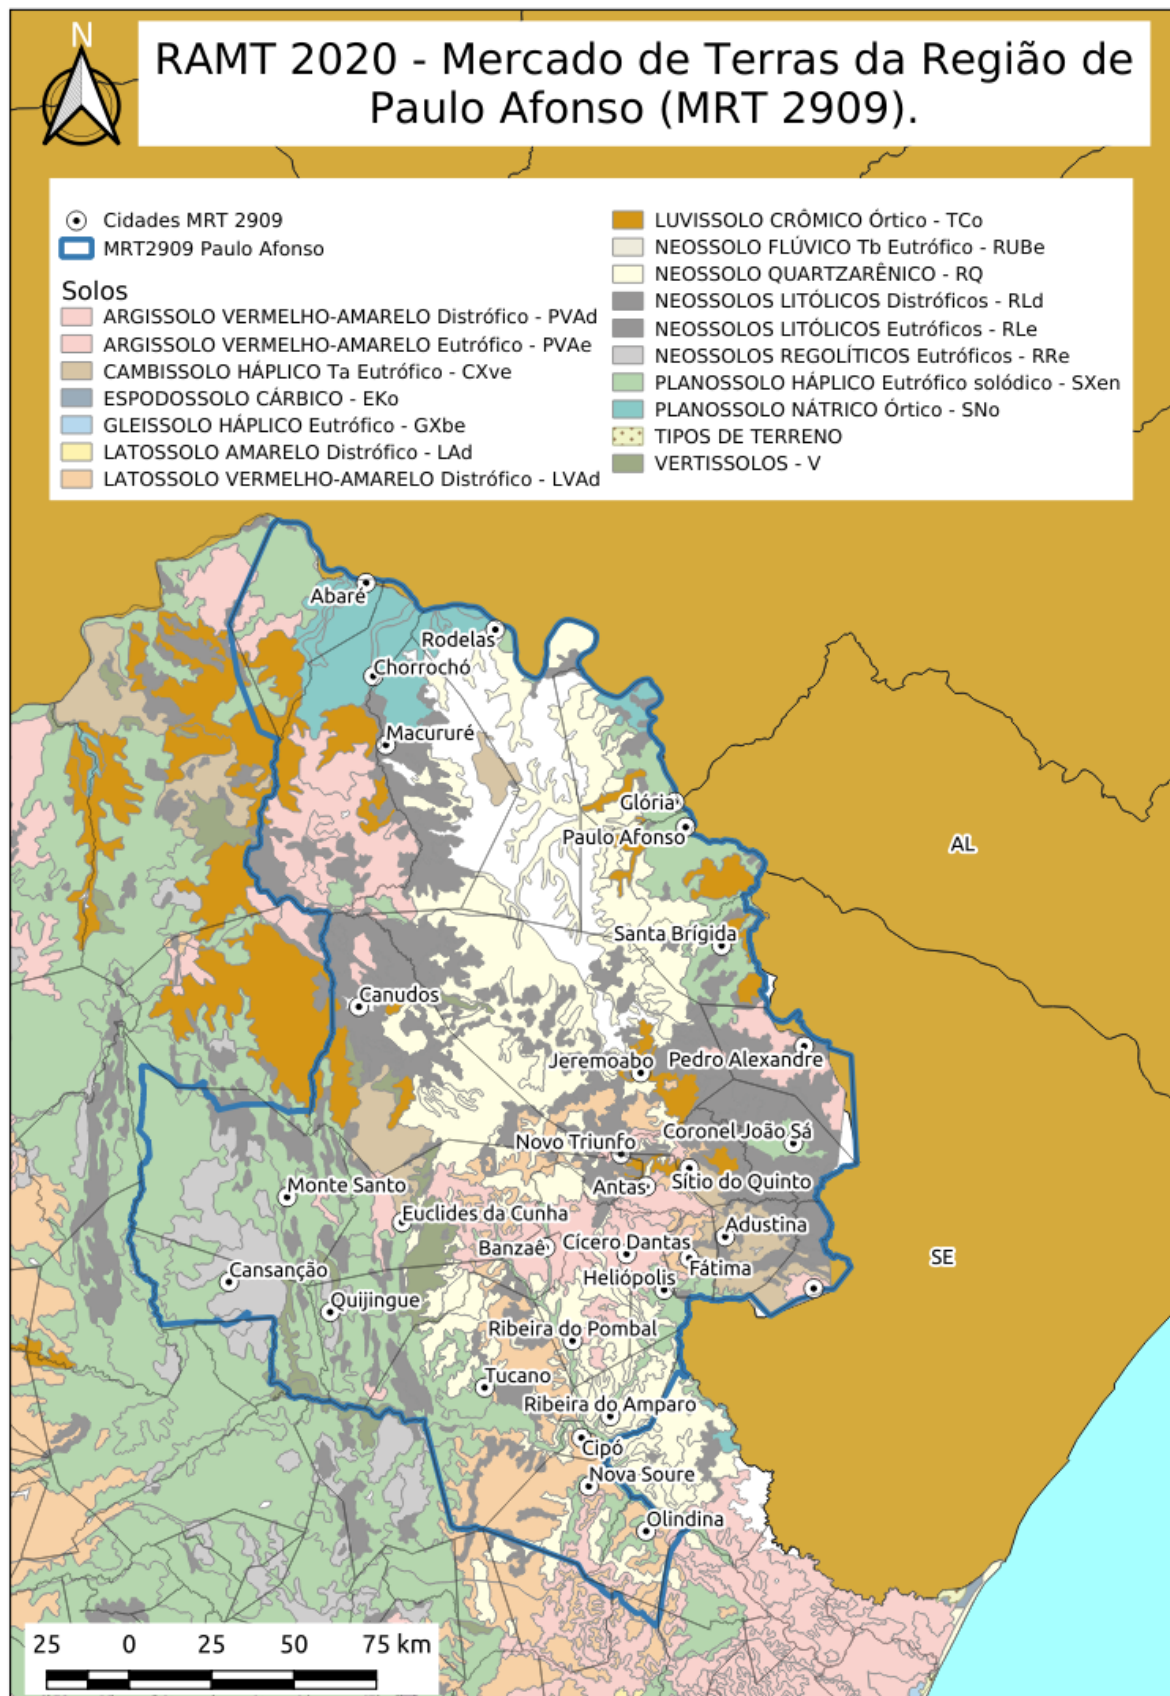 N
RAMT 2020 - Mercado de Terras da Região de
Paulo Afonso (MRT 2909).
Cidades MRT 2909
MRT2909 Paulo Afonso
Solos
ARGISSOLO VERMELHO-AMARELO Distrófico - PVAd
ARGISSOLO VERMELHO-AMARELO Eutrófico - PVAe
CAMBISSOLO HÁPLICO Ta Eutrófico - CXve
ESPODOSSOLO CÁRBICO - EKo
GLEISSOLO HÁPLICO Eutrófico - GXbe
LATOSSOLO AMARELO Distrófico - LAd
LATOSSOLO VERMELHO-AMARELO Distrófico - LVAd
LUVISSOLO CRÔMICO Órtico - TCo
NEOSSOLO FLÚVICO Tb Eutrófico - RUBe
NEOSSOLO QUARTZARÊNICO - RQ
NEOSSOLOS LITÓLICOS Distróficos - RLd
NEOSSOLOS LITÓLICOS Eutróficos - RLe
NEOSSOLOS REGOLÍTICOS Eutróficos - RRe
PLANOSSOLO HÁPLICO Eutrófico solódico - SXen
PLANOSSOLO NÁTRICO Órtico - SNo
TIPOS DE TERRENO
VERTISSOLOS - V
Abaré
Rodelas
Chorrochó
Macururé
Glória
Paulo Afonso
AL
Santa Brígida
Canudos
Jeremoabo
Pedro Alexandre
Novo Triunfo
Coronel João Sá
Antas
Sítio do Quinto
Monte Santo
Euclides da Cunha
Adustina
Banzaê
Cícero Dantas
Fátima
SE
Cansanção
Heliópolis
Quijingue
Ribeira do Pombal
Tucano
Ribeira do Amparo
Cipó
Nova Soure
Olindina
25 0 25 50 75 km